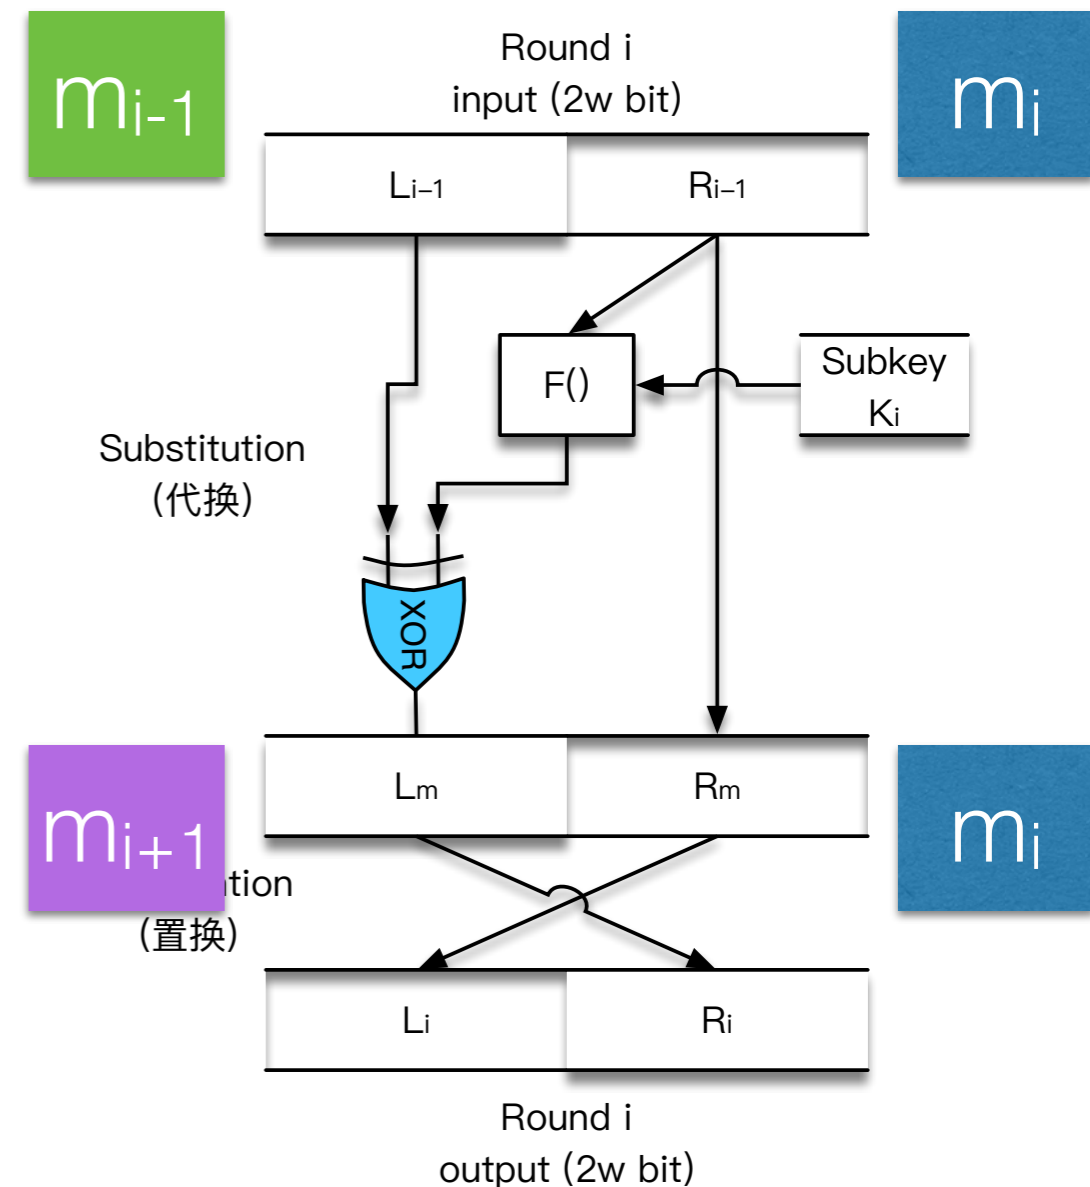 mi-1
Round i
input (2w bit)
mi
Li-1
Ri-1
F()
Subkey
Ki
Substitution
(代换)
XOR
mi+1
Lm
Rm
mi
(置换)
Li
Ri
Round i
output (2w bit)